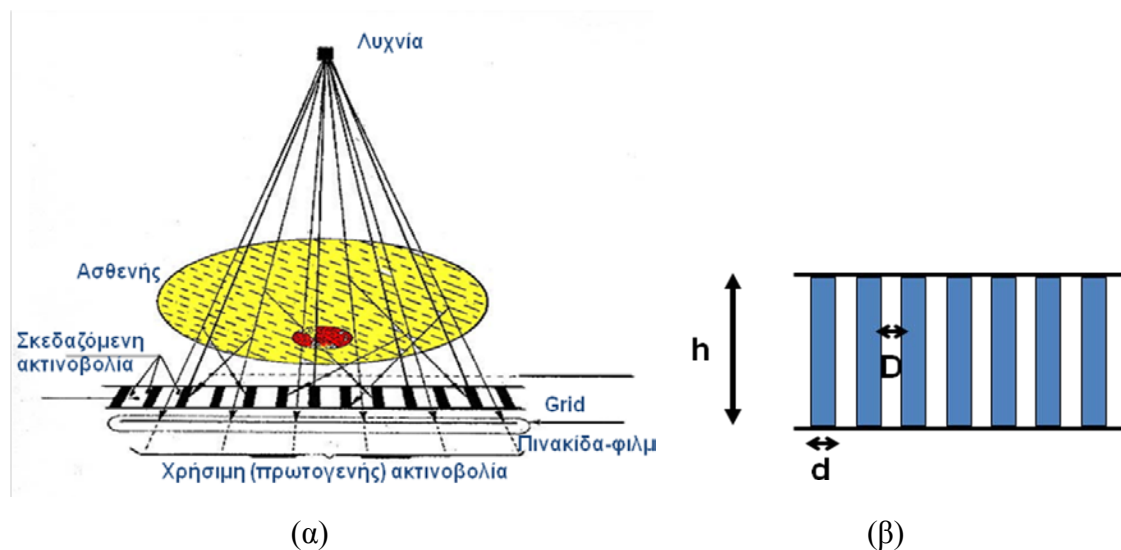 Λυχνία
Ασθενής
Σκεδαζόμενη
ακτινοβολία
Grid
Πινακίδα-φιλμ
Χρήσιμη (πρωτογενής) ακτινοβολία
h
D
d
(α)
(β)